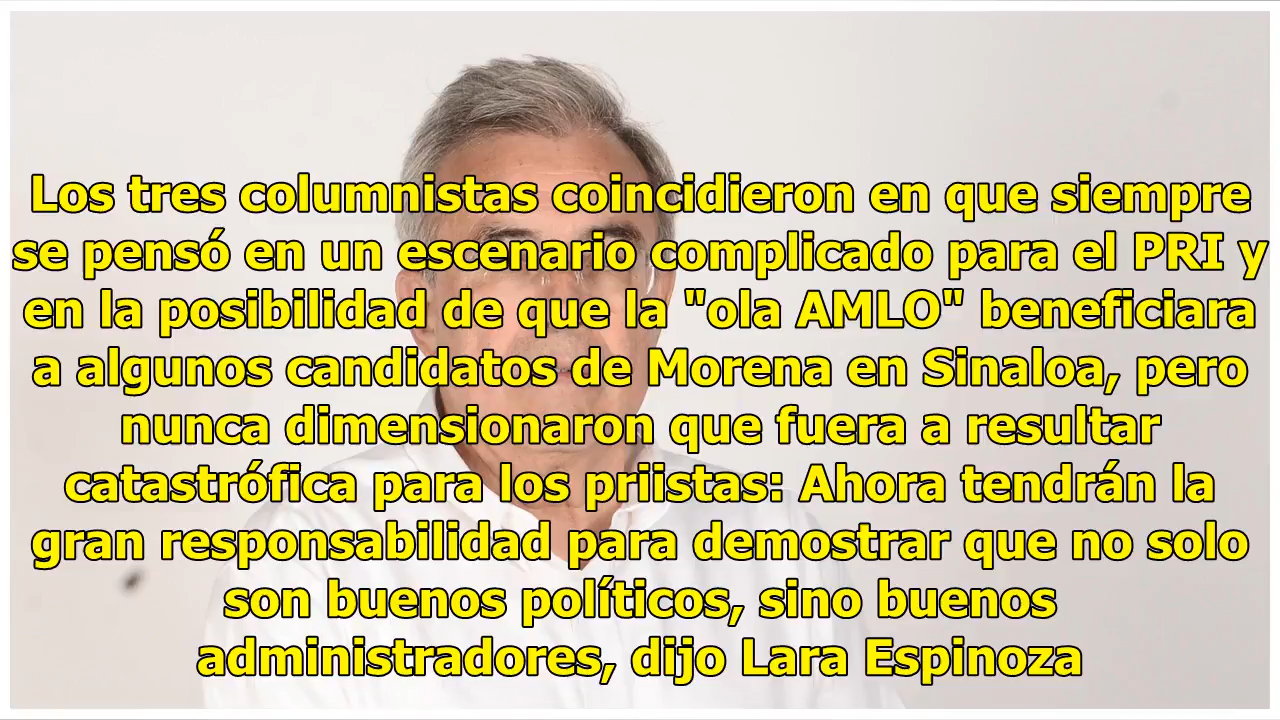 Los tres columnistas coincidieron en que siempre
se pensó en un escenario complicado para el PRI y
en la posibilidad de que la "ola AMLO" beneficiara
a algunos candidatos de Morena en Sinaloa, pero
nunca dimensionaron que fuera a resultar
catastrófica para los priistas: Ahora tendrán la
gran responsabilidad para demostrar que no solo
son buenos políticos, sino buenos
administradores, dijo Lara Espinoza